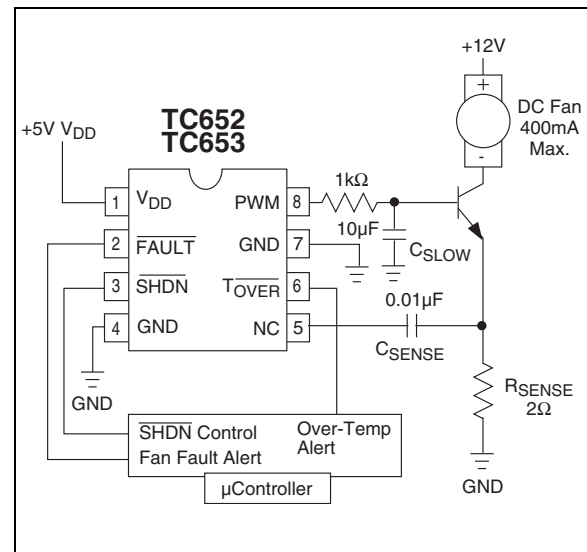 +12V
+
DC Fan
400mA
Max.
-
TC652
TC653
+5V VDD
1
VDD
PWM
8
1kΩ
2
FAULT
GND
7
10µF
CSLOW
3
SHDN
TOVER
6
0.01µF
4
GND
NC
5
CSENSE
GND
RSENSE
2Ω
GND
SHDN Control
Over-Temp
Alert
Fan Fault Alert
µController